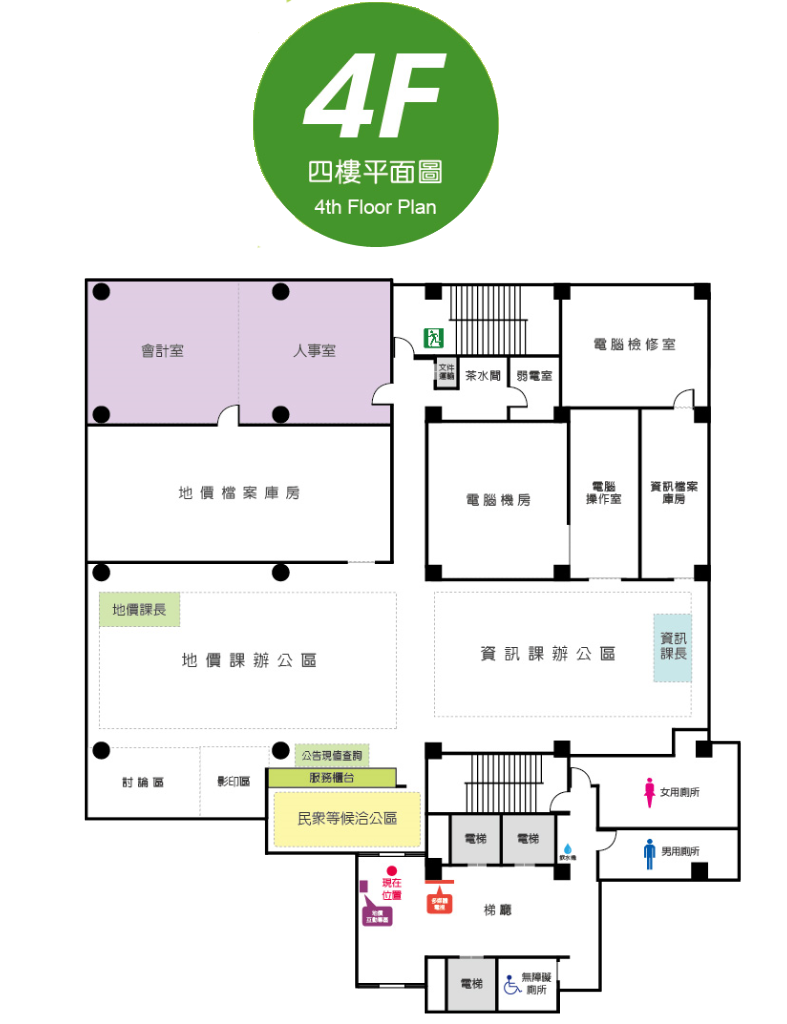 4F
四樓平面圖
4th Floor Plan
會計室
人事室
電腦檢修室
文件
運輸
茶水間
弱電室
地價檔案庫房
電腦機房
電腦
操作室
資訊檔案
庫房
地價課長
地價課辦公區
資訊課辦公區
資訊
課長
討論區
影印區
公告現值查詢
服務櫃台
民眾等候洽公區
女用廁所
男用廁所
電梯
電梯
飲水機
現在
位置
地價
互動專區
多媒體
電視
梯廳
電梯
無障礙
廁所